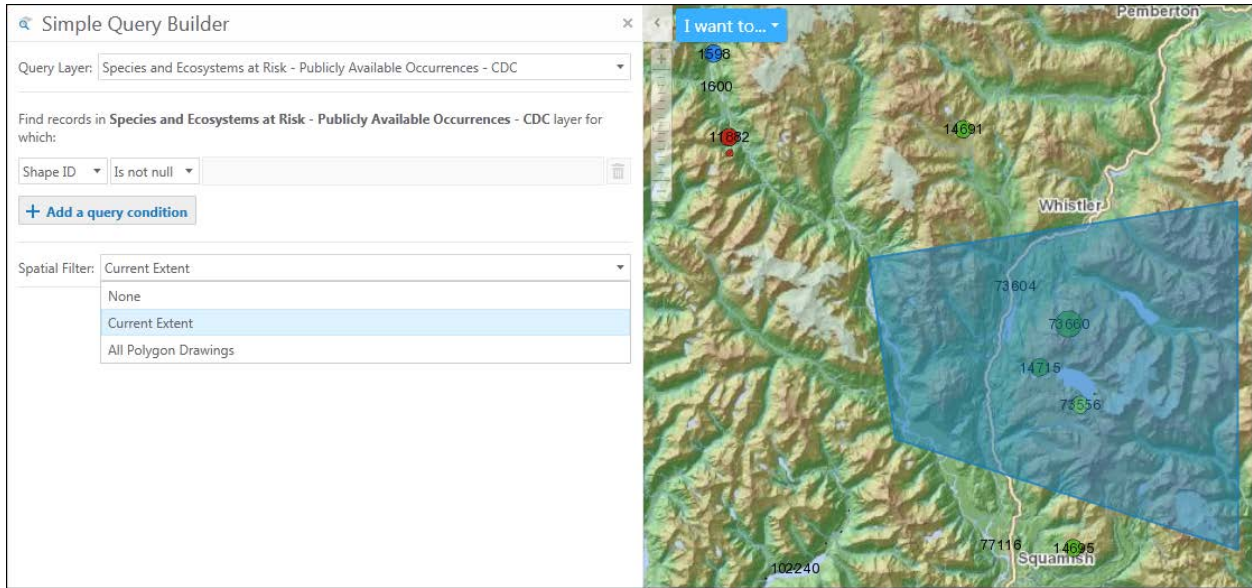 Simple Query Builder
Query Layer: Species and Ecosystems at Risk - Publicly Available Occurrences - CDC
Find records in Species and Ecosystems at Risk - Publicly Available Occurrences - CDC layer for
which:
Shape ID Is not null
+ Add a query condition
Spatial Filter: Current Extent
None
Current Extent
All Polygon Drawings
I want to...
Pemberton
1598
1600
11882
14691
Whistler
73604
73660
14715
73556
77116
14695
Squamish
102240